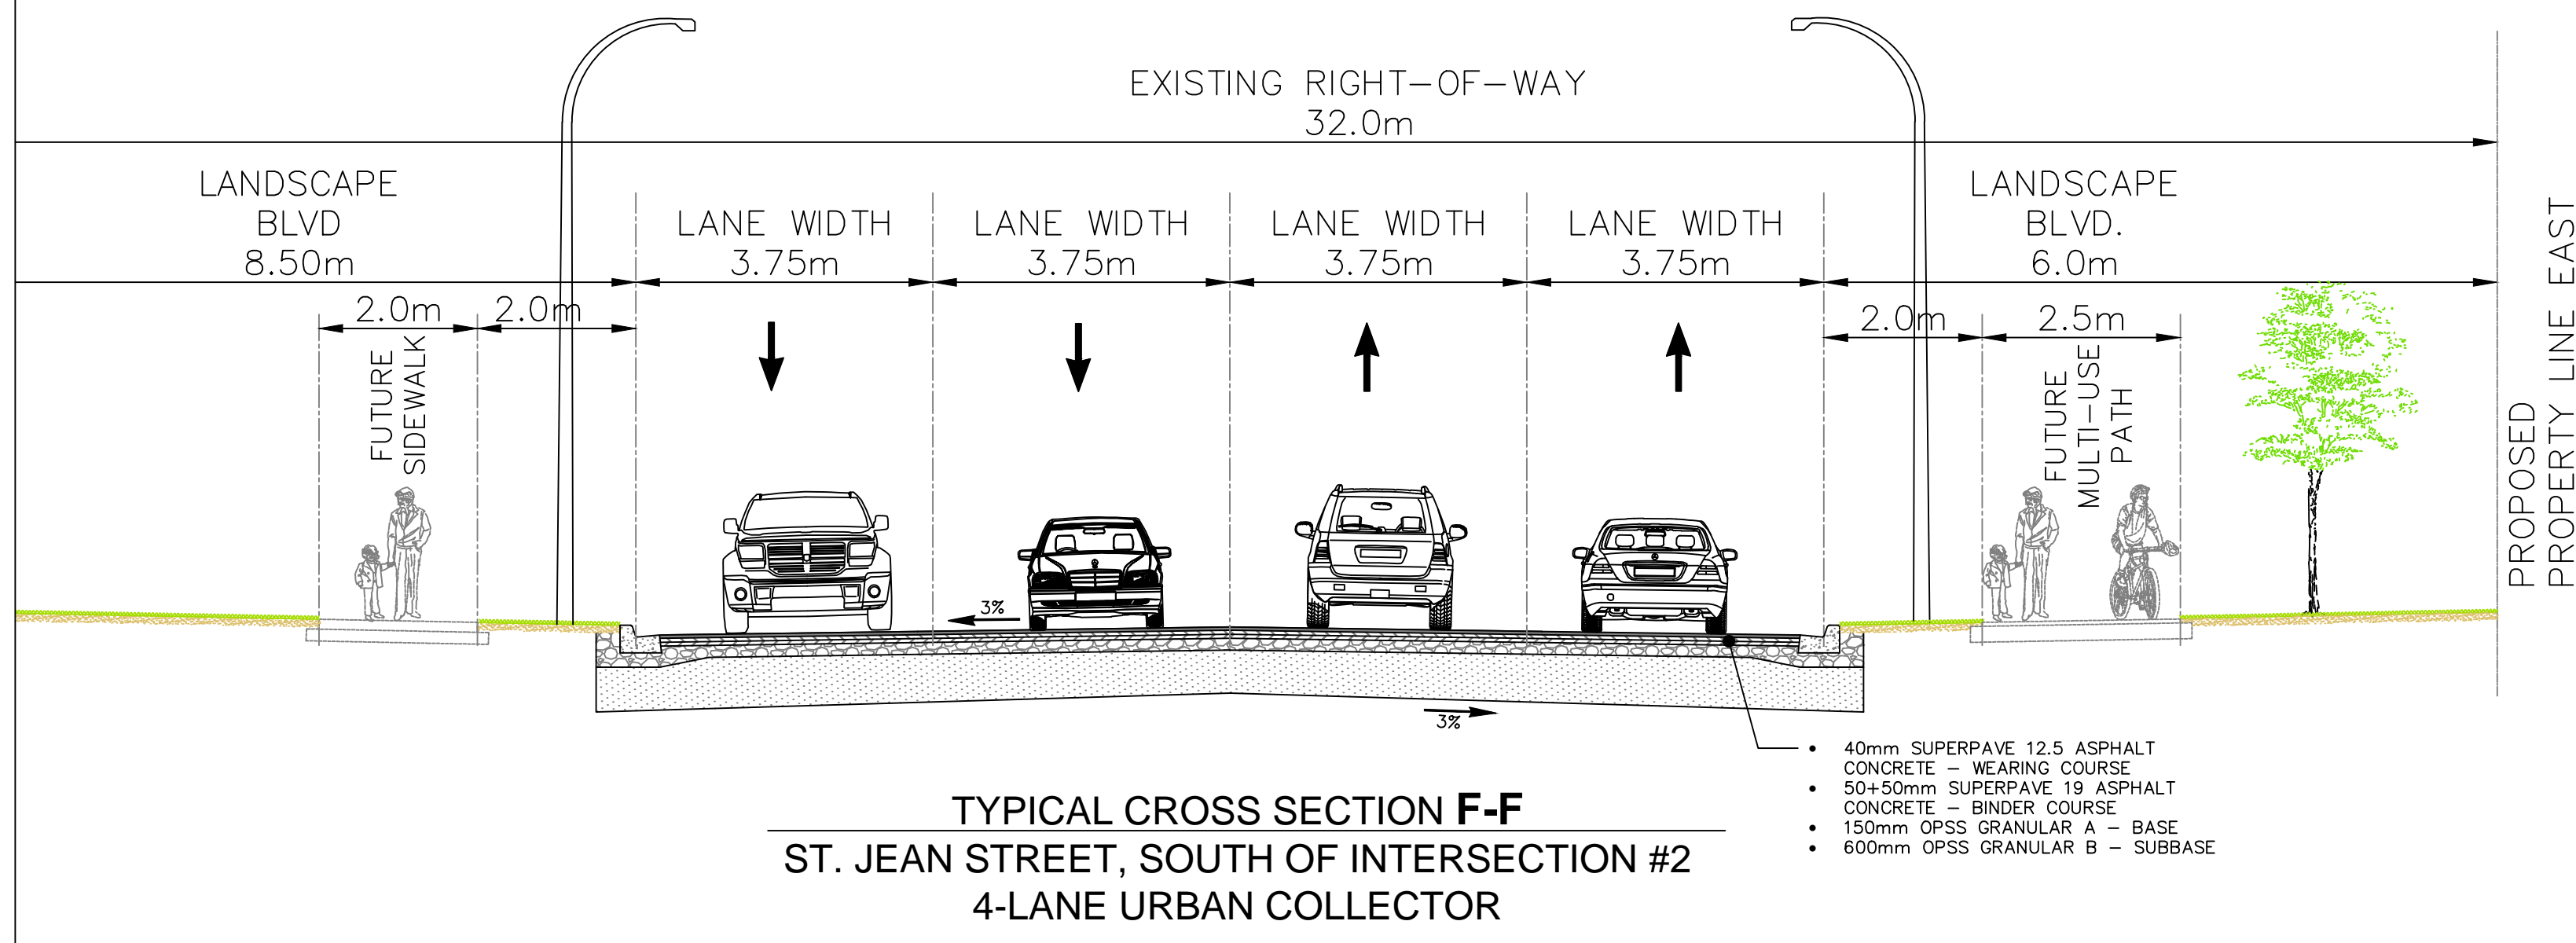 EXISTING RIGHT-OF-WAY
32.0m
LANDSCAPE
BLVD
8.50m
LANE WIDTH
3.75m
LANE WIDTH
3.75m
LANE WIDTH
3.75m
LANE WIDTH
3.75m
LANDSCAPE
BLVD.
6.0m
2.0m
2.0m
2.0m
2.5m
FUTURE
SIDEWALK
FUTURE
MULTI-USE
PATH
PROPOSED
PROPERTY LINE EAST
3%
3%
• 40mm SUPERPAVE 12.5 ASPHALT
CONCRETE - WEARING COURSE
• 50+50mm SUPERPAVE 19 ASPHALT
CONCRETE - BINDER COURSE
• 150mm OPSS GRANULAR A - BASE
• 600mm OPSS GRANULAR B - SUBBASE
TYPICAL CROSS SECTION F-F
ST. JEAN STREET, SOUTH OF INTERSECTION #2
4-LANE URBAN COLLECTOR